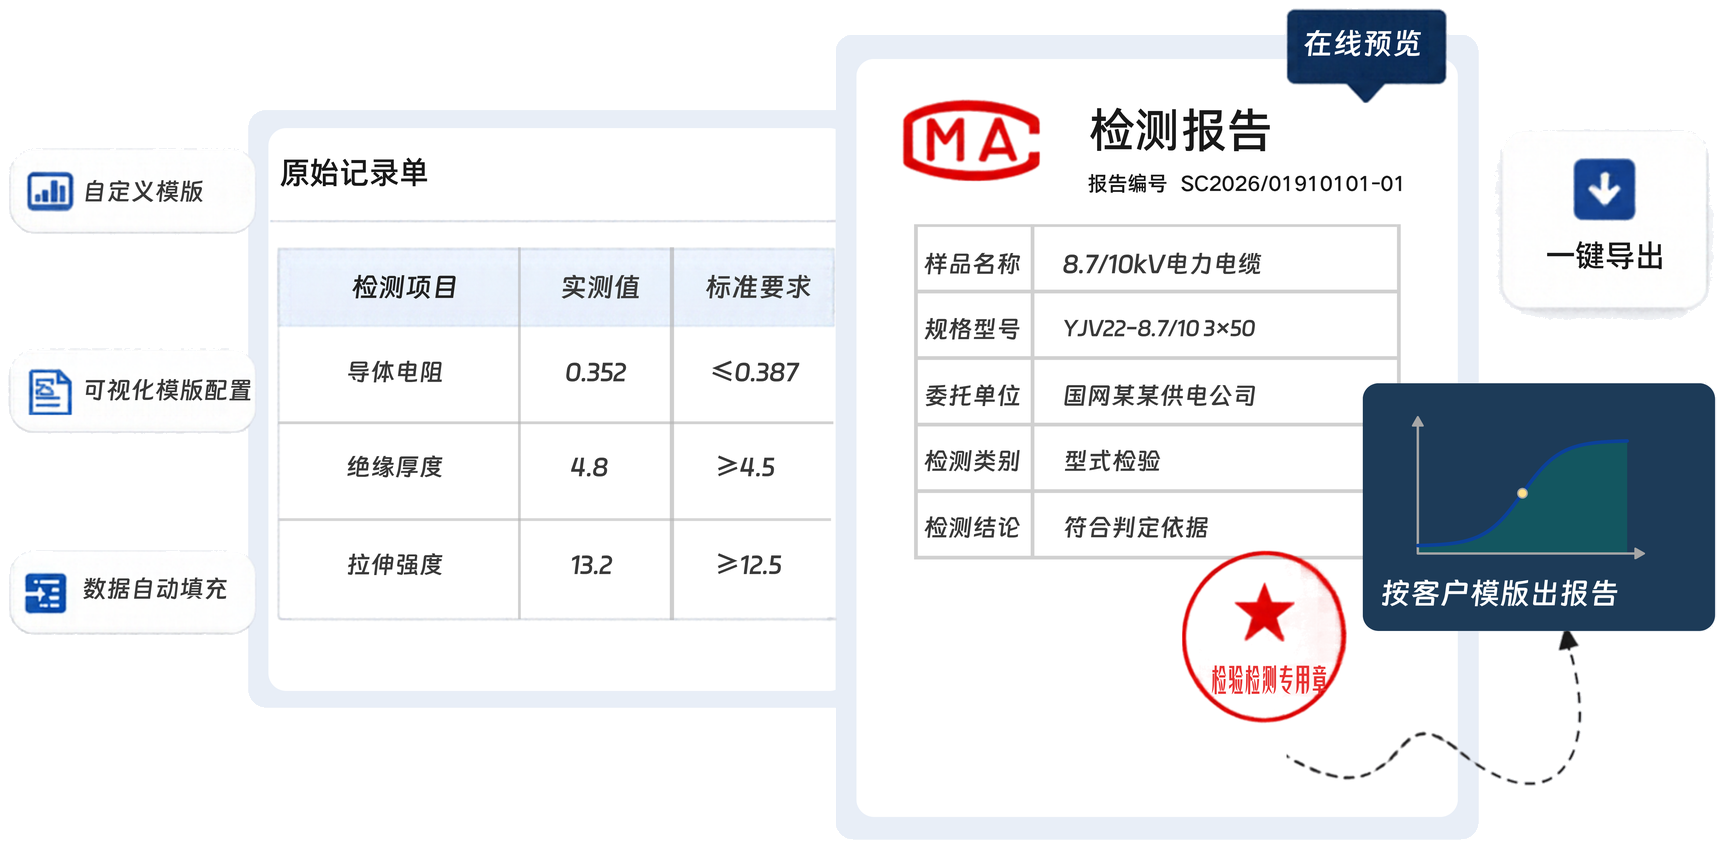 自定义模版
可视化模版配置
数据自动填充
原始记录单
检测项目 实测值 标准要求
导体电阻 0.352 ≤0.387
绝缘厚度 4.8 ≥4.5
拉伸强度 13.2 ≥12.5
在线预览
MA
检测报告
报告编号 SC2026/01910101-01
样品名称 8.7/10kV电力电缆
规格型号 YJV22-8.7/10 3×50
委托单位 国网某某供电公司
检测类别 型式检验
检测结论 符合判定依据
检验检测专用章
一键导出
按客户模版出报告